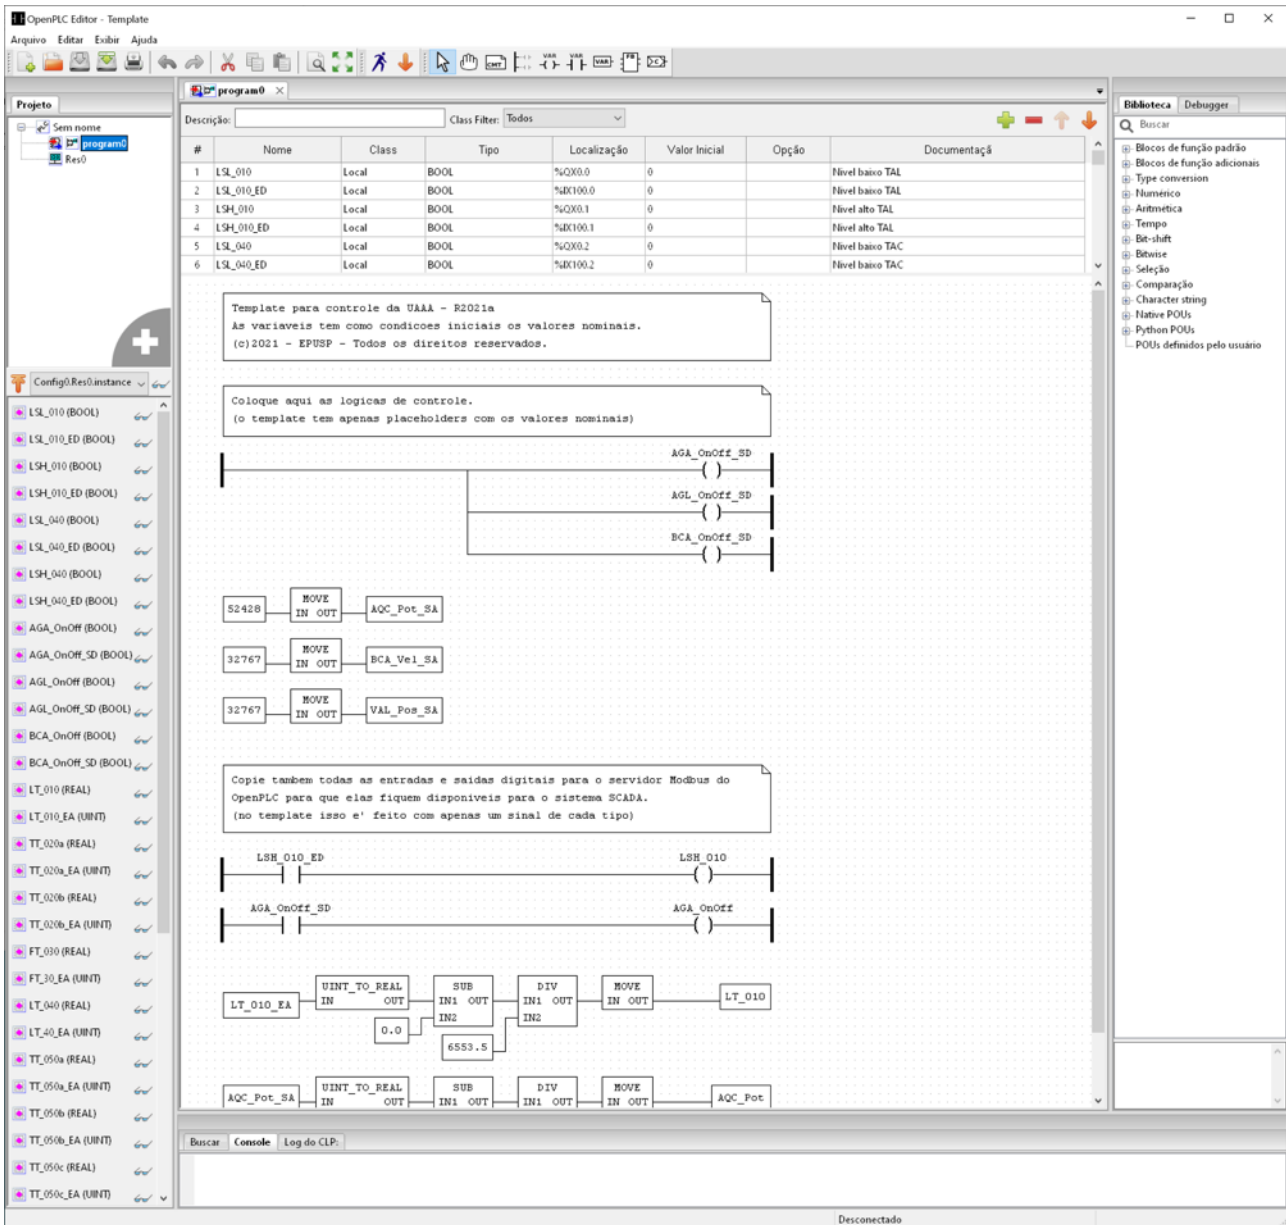 OpenPLC Editor - Template
Arquivo Editar Exibir Ajuda
Projeto
Sem nome
program0
Res0
Config0.Res0.instance
LSL_010 (BOOL)
LSL_010_ED (BOOL)
LSH_010 (BOOL)
LSH_010_ED (BOOL)
LSL_040 (BOOL)
LSL_040_ED (BOOL)
LSH_040 (BOOL)
LSH_040_ED (BOOL)
AGA_OnOff (BOOL)
AGA_OnOff_SD (BOOL)
AGL_OnOff (BOOL)
AGL_OnOff_SD (BOOL)
BCA_OnOff (BOOL)
BCA_OnOff_SD (BOOL)
LT_010 (REAL)
LT_010_EA (UINT)
TT_020a (REAL)
TT_020a_EA (UINT)
TT_020b (REAL)
TT_020b_EA (UINT)
FT_030 (REAL)
FT_30_EA (UINT)
LT_040 (REAL)
LT_40_EA (UINT)
TT_050a (REAL)
TT_050a_EA (UINT)
TT_050b (REAL)
TT_050b_EA (UINT)
TT_050c (REAL)
TT_050c_EA (UINT)
program0
Descrição: Class Filter: Todos
# Nome Class Tipo Localização Valor Inicial Opção Documentaçã
1 LSL_010 Local BOOL %QX0.0 0 Nivel baixo TAL
2 LSL_010_ED Local BOOL %IX100.0 0 Nivel baixo TAL
3 LSH_010 Local BOOL %QX0.1 0 Nivel alto TAL
4 LSH_010_ED Local BOOL %IX100.1 0 Nivel alto TAL
5 LSL_040 Local BOOL %QX0.2 0 Nivel baixo TAC
6 LSL_040_ED Local BOOL %IX100.2 0 Nivel baixo TAC
Template para controle da UAAA - R2021a
As variaveis tem como condicoes iniciais os valores nominais.
(c)2021 - EPUSP - Todos os direitos reservados.
Coloque aqui as logicas de controle.
(o template tem apenas placeholders com os valores nominais)
AGA_OnOff_SD
AGL_OnOff_SD
BCA_OnOff_SD
MOVE
52428 IN OUT AQC_Pot_SA
MOVE
32767 IN OUT BCA_Vel_SA
MOVE
32767 IN OUT VAL_Pos_SA
Copie tambem todas as entradas e saidas digitais para o servidor Modbus do
OpenPLC para que elas fiquem disponiveis para o sistema SCADA.
(no template isso e' feito com apenas um sinal de cada tipo)
LSH_010_ED LSH_010
AGA_OnOff_SD AGA_OnOff
UINT_TO_REAL SUB DIV MOVE
LT_010_EA IN OUT IN1 OUT IN1 OUT IN OUT LT_010
IN2 IN2
0.0
6553.5
UINT_TO_REAL SUB DIV MOVE
AQC_Pot_SA IN OUT IN1 OUT IN1 OUT IN OUT AQC_Pot
Buscar Console Log do CLP:
Biblioteca Debugger
Buscar
Blocos de função padrão
Blocos de função adicionais
Type conversion
Numérico
Aritmética
Tempo
Bit-shift
Bitwise
Seleção
Comparação
Character string
Native POUs
Python POUs
POUs definidos pelo usuário
Desconectado